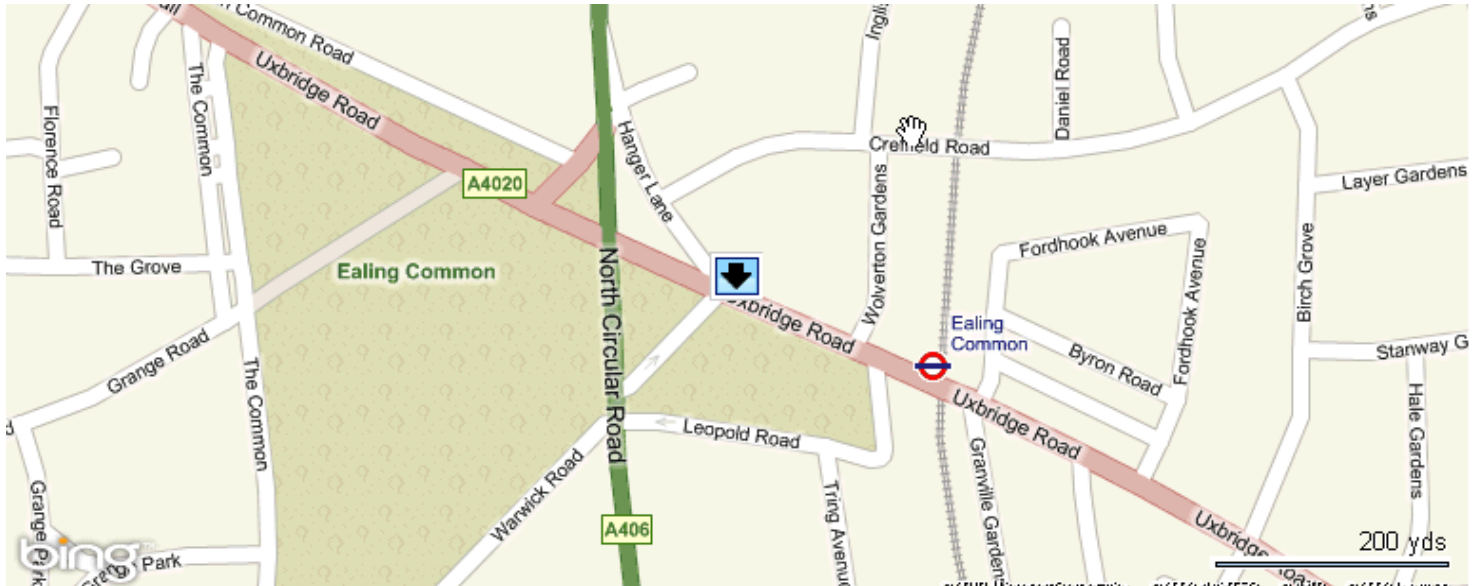 Common Road
Uxbridge Road
The Common
Florence Road
Hanger Lane
Daniel Road
Creffield Road
A4020
Layer Gardens
Wolverton Gardens
Fordhook Avenue
Birch Grove
The Grove
Ealing Common
North Circular Road
Uxbridge Road
Ealing
Common
Fordhook Avenue
Byron Road
Stanway G
Grange Road
The Common
Hale Gardens
Uxbridge Road
Leopold Road
Warwick Road
Granville Gardens
Tring Avenue
A406
Grange Pa
Park
bing
Uxbridge Roa
200 yds